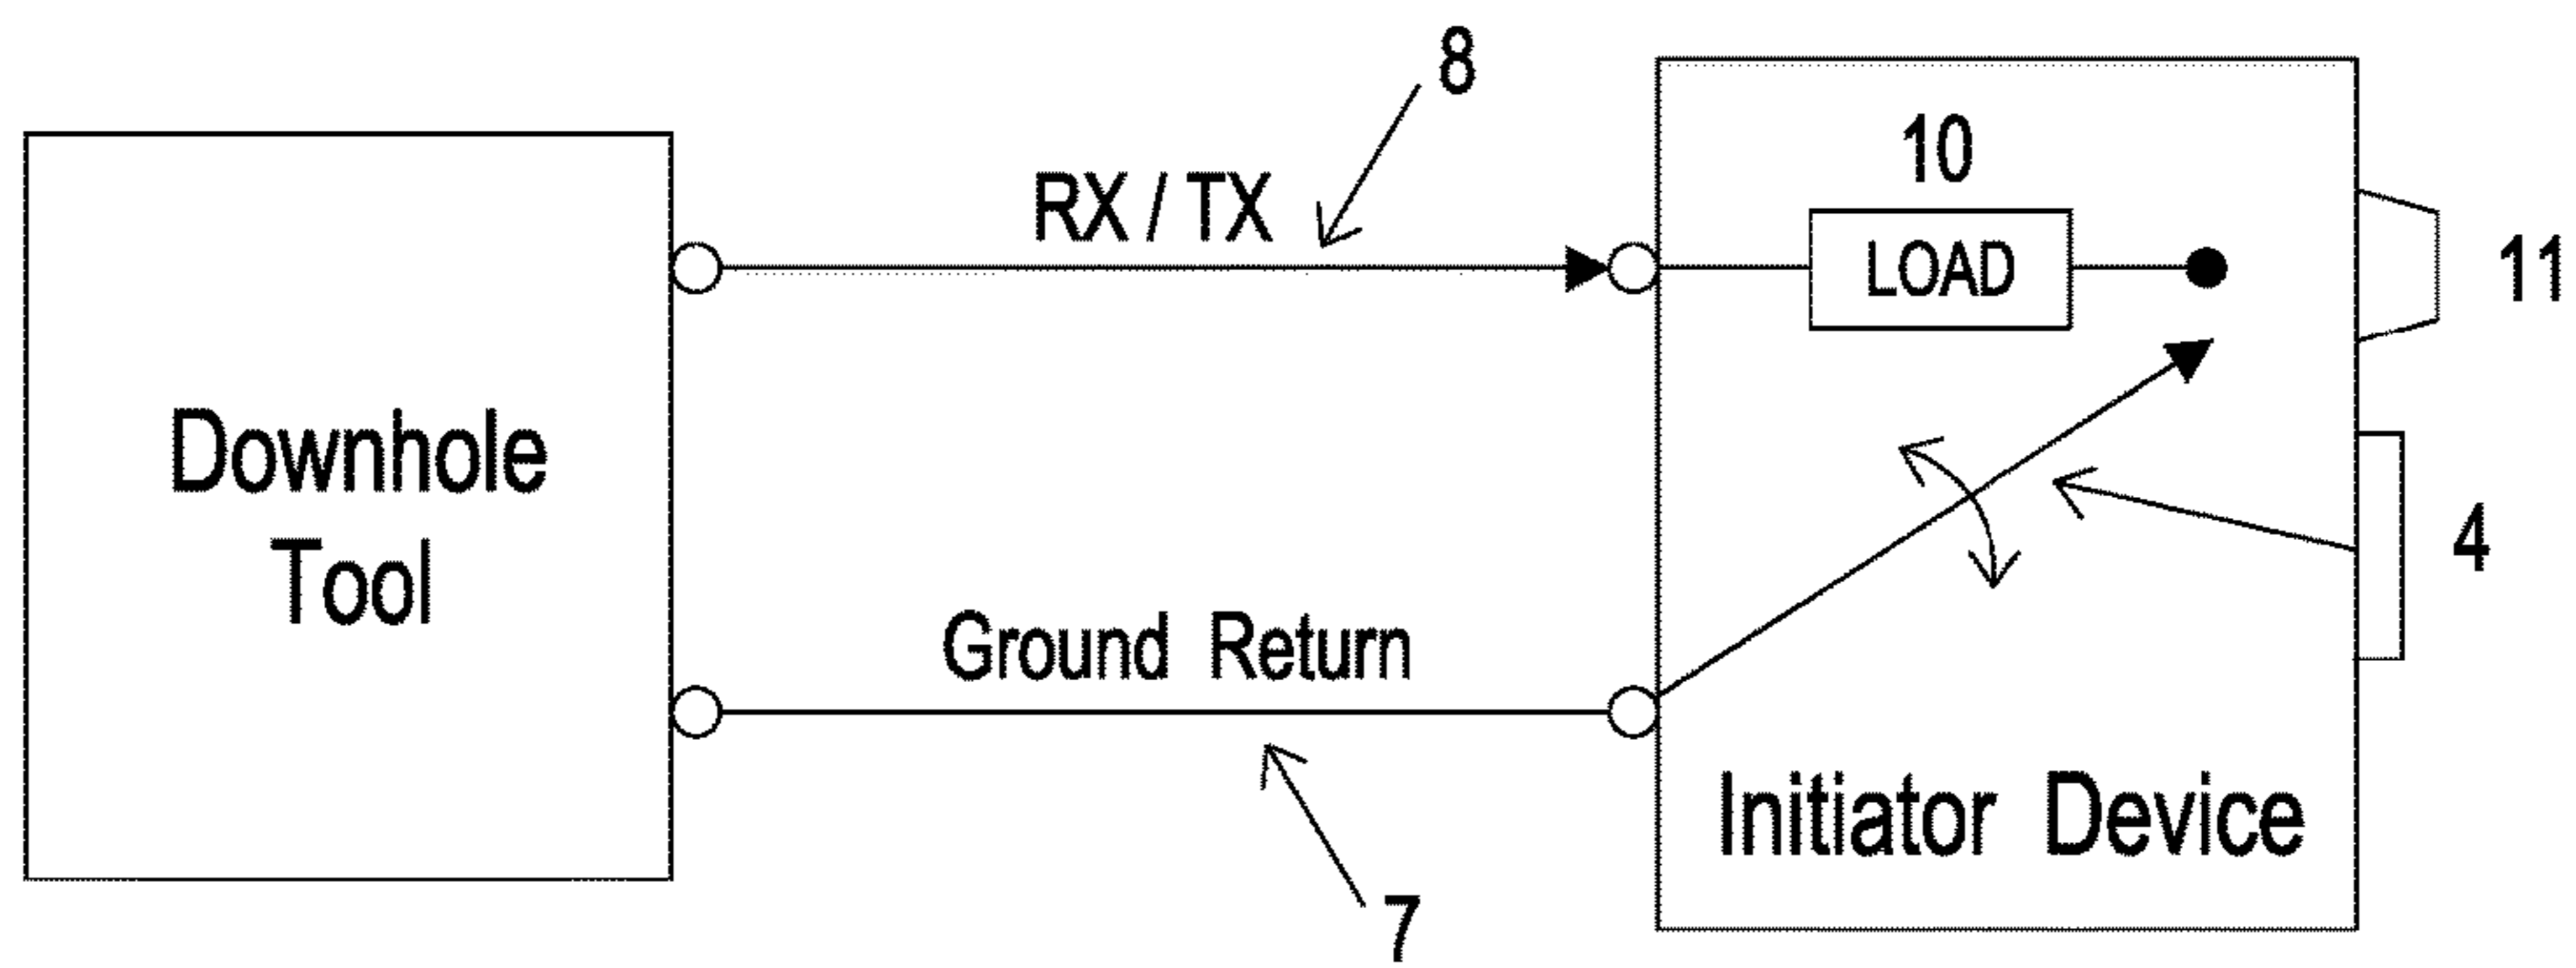 8
10
RX / TX
LOAD
11
Downhole
Tool
4
Ground Return
Initiator Device
7